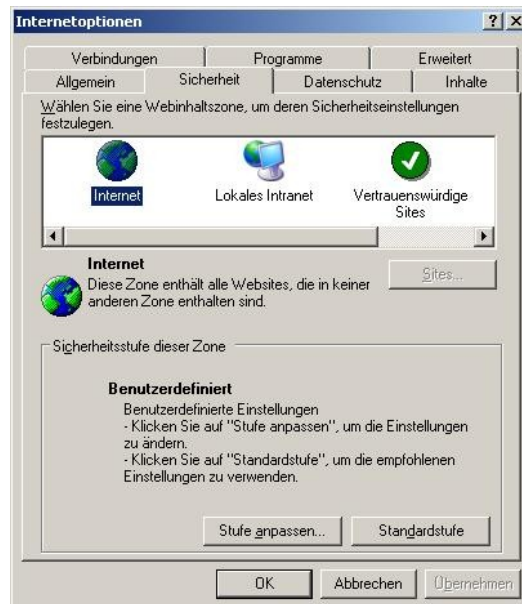 Internetoptionen
Verbindungen Programme Erweitert
Allgemein Sicherheit Datenschutz Inhalte
Wählen Sie eine Webinhaltszone, um deren Sicherheitseinstellungen
festzulegen.
Internet Lokales Intranet Vertrauenswürdige
Sites
Internet
Diese Zone enthält alle Websites, die in keiner
anderen Zone enthalten sind.
Sites...
Sicherheitsstufe dieser Zone
Benutzerdefiniert
Benutzerdefinierte Einstellungen
- Klicken Sie auf "Stufe anpassen", um die Einstellungen
zu ändern.
- Klicken Sie auf "Standardstufe", um die empfohlenen
Einstellungen zu verwenden.
Stufe anpassen... Standardstufe
OK Abbrechen Übernehmen